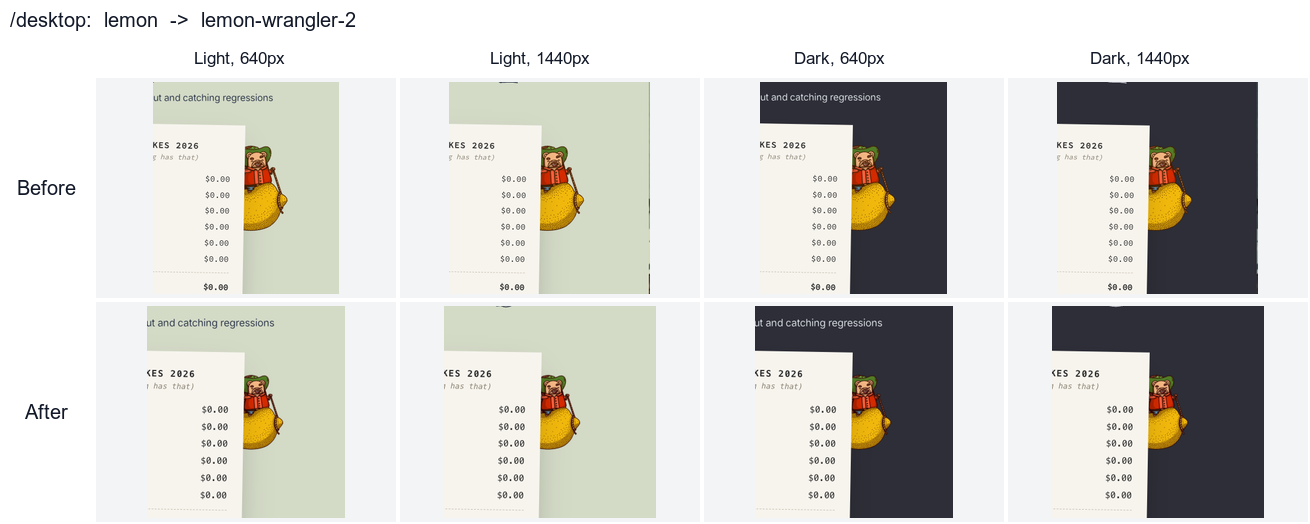 /desktop: lemon -> lemon-wrangler-2
Light, 640px
Light, 1440px
Dark, 640px
Dark, 1440px
Before
ut and catching regressions
KES 2026
g has that)
$0.00
$0.00
$0.00
$0.00
$0.00
$0.00
$0.00
KES 2026
g has that)
$0.00
$0.00
$0.00
$0.00
$0.00
$0.00
$0.00
ut and catching regressions
KES 2026
g has that)
$0.00
$0.00
$0.00
$0.00
$0.00
$0.00
$0.00
KES 2026
g has that)
$0.00
$0.00
$0.00
$0.00
$0.00
$0.00
$0.00
After
ut and catching regressions
KES 2026
has that)
$0.00
$0.00
$0.00
$0.00
$0.00
$0.00
KES 2026
g has that)
$0.00
$0.00
$0.00
$0.00
$0.00
$0.00
ut and catching regressions
KES 2026
has that)
$0.00
$0.00
$0.00
$0.00
$0.00
$0.00
KES 2026
g has that)
$0.00
$0.00
$0.00
$0.00
$0.00
$0.00